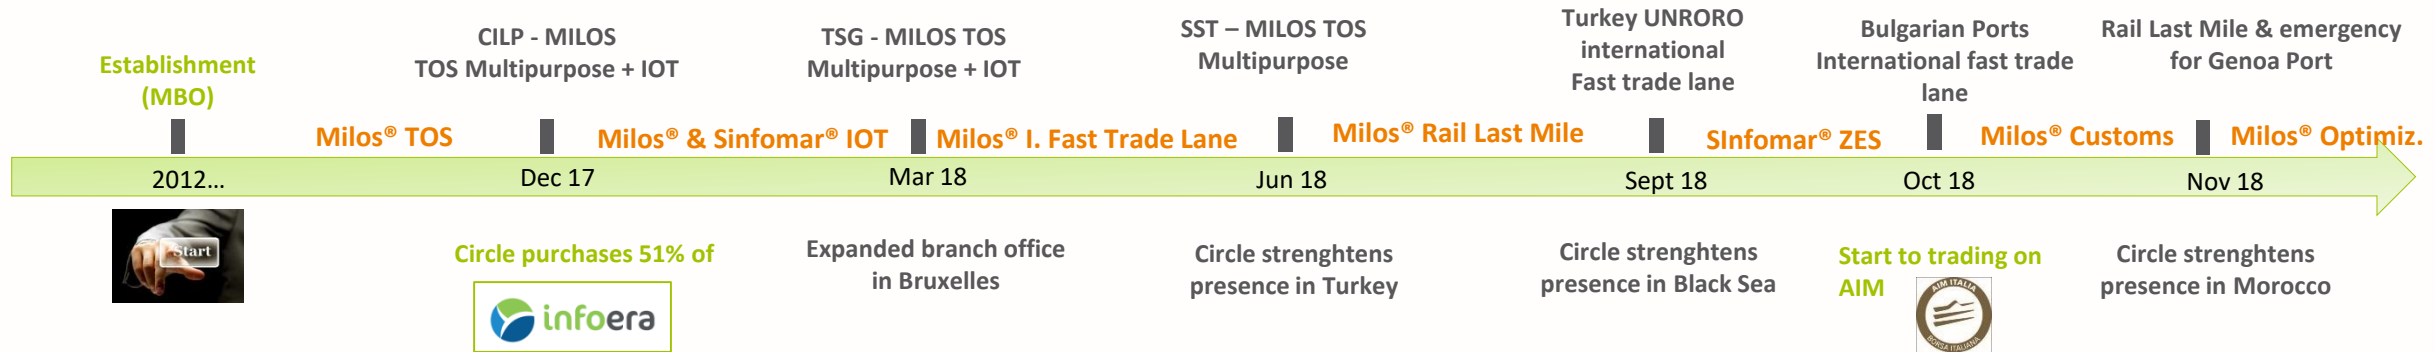 Establishment
(MBO)
CILP - MILOS
TOS Multipurpose + IOT
TSG - MILOS TOS
Multipurpose + IOT
SST – MILOS TOS
Multipurpose
Turkey UNRORO
international
Fast trade lane
Bulgarian Ports
International fast trade
lane
Rail Last Mile & emergency
for Genoa Port
Milos® TOS
Milos® & Sinfomar® IOT
Milos® I. Fast Trade Lane
Milos® Rail Last Mile
SInfomar® ZES
Milos® Customs
Milos® Optimiz.
2012…
Dec 17
Mar 18
Jun 18
Sept 18
Oct 18
Nov 18
Start
Circle purchases 51% of
infoera
Expanded branch office
in Bruxelles
Circle strenghtens
presence in Turkey
Circle strenghtens
presence in Black Sea
Start to trading on
AIM
AIM ITALIA
BORSA ITALIANA
Circle strenghtens
presence in Morocco